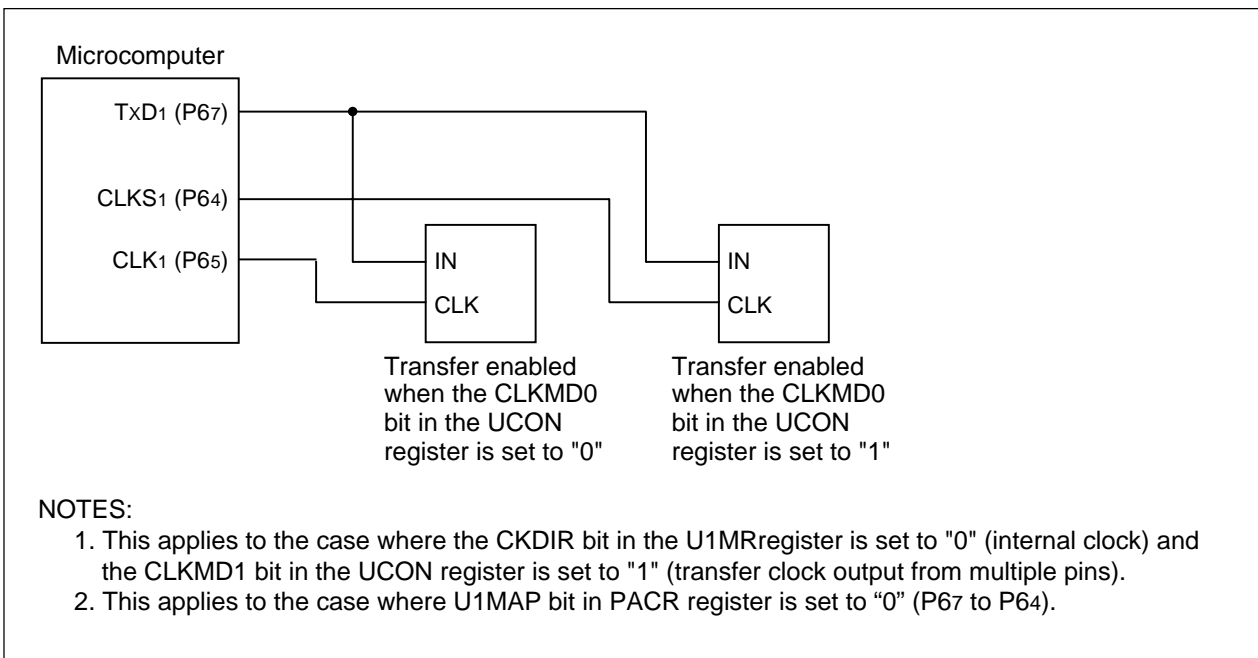 Microcomputer
TxD1 (P67)
CLKS1 (P64)
CLK1 (P65)
IN
CLK
IN
CLK
Transfer enabled
when the CLKMD0
bit in the UCON
register is set to "0"
Transfer enabled
when the CLKMD0
bit in the UCON
register is set to "1"
NOTES:
1. This applies to the case where the CKDIR bit in the U1MRregister is set to "0" (internal clock) and
the CLKMD1 bit in the UCON register is set to "1" (transfer clock output from multiple pins).
2. This applies to the case where U1MAP bit in PACR register is set to “0” (P67 to P64).